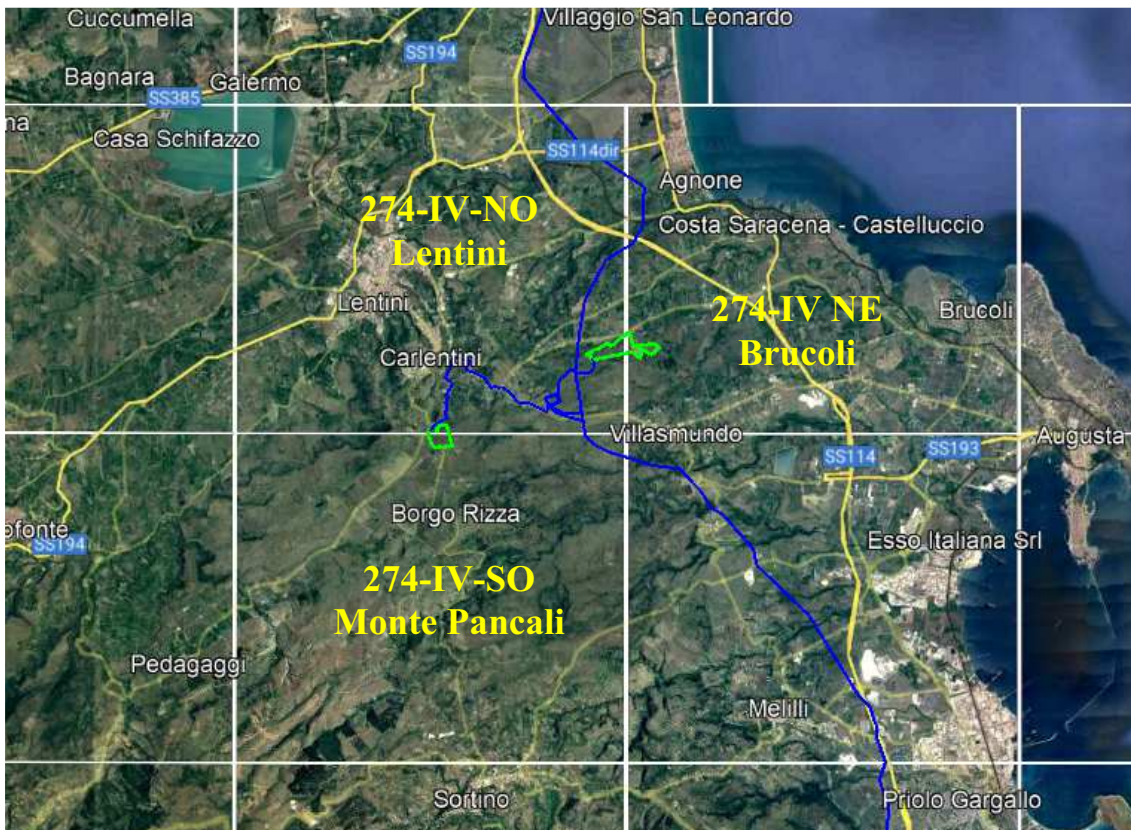 Cuccumella
Villaggio San Leonardo
SS194
Bagnara
Galermo
SS385
na
Casa Schifazzo
SS114dir
Agnone
274-IV-NO
Lentini
Costa Saracena - Castelluccio
Lentini
274-IV NE
Brucoli
Brucoli
Carlentini
Villasmundo
Augusta
SS193
SS114
Borgo Rizza
ofonte
SS194
Esso Italiana Srl
274-IV-SO
Monte Pancali
Pedagaggi
Melilli
Sortino
Priolo Gargallo